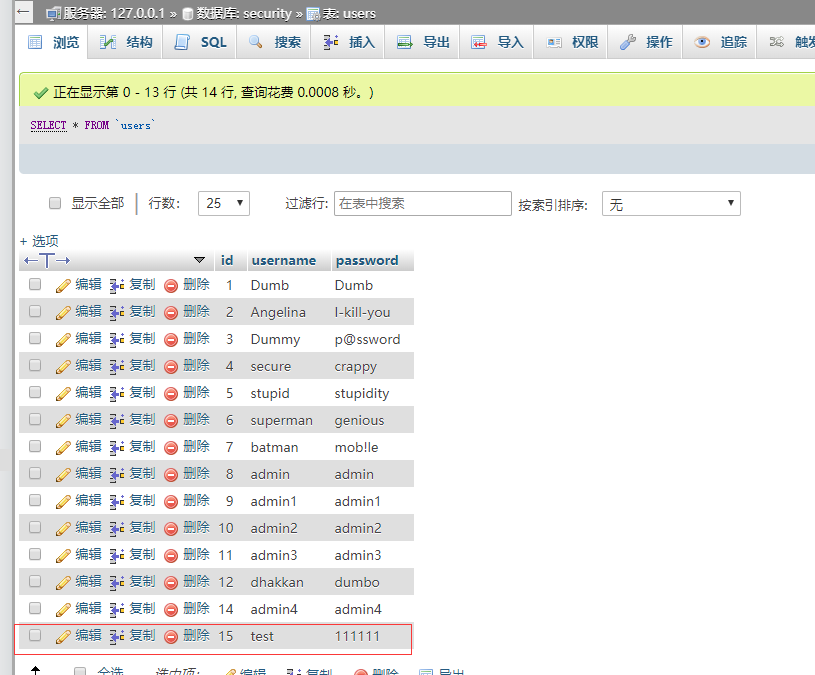 服务器: 127.0.0.1 » 数据库: security » 表: users
浏览 结构 SQL 搜索 插入 导出 导入 权限 操作 追踪 触发
正在显示第 0 - 13 行 (共 14 行, 查询花费 0.0008 秒。)
SELECT * FROM `users`
显示全部 行数: 25 过滤行: 在表中搜索 按索引排序: 无
+ 选项
←T→ id username password
编辑 复制 删除 1 Dumb Dumb
编辑 复制 删除 2 Angelina I-kill-you
编辑 复制 删除 3 Dummy p@ssword
编辑 复制 删除 4 secure crappy
编辑 复制 删除 5 stupid stupidity
编辑 复制 删除 6 superman genious
编辑 复制 删除 7 batman mob!le
编辑 复制 删除 8 admin admin
编辑 复制 删除 9 admin1 admin1
编辑 复制 删除 10 admin2 admin2
编辑 复制 删除 11 admin3 admin3
编辑 复制 删除 12 dhakkan dumbo
编辑 复制 删除 14 admin4 admin4
编辑 复制 删除 15 test 111111
全选 选中项: 编辑 复制 删除 导出